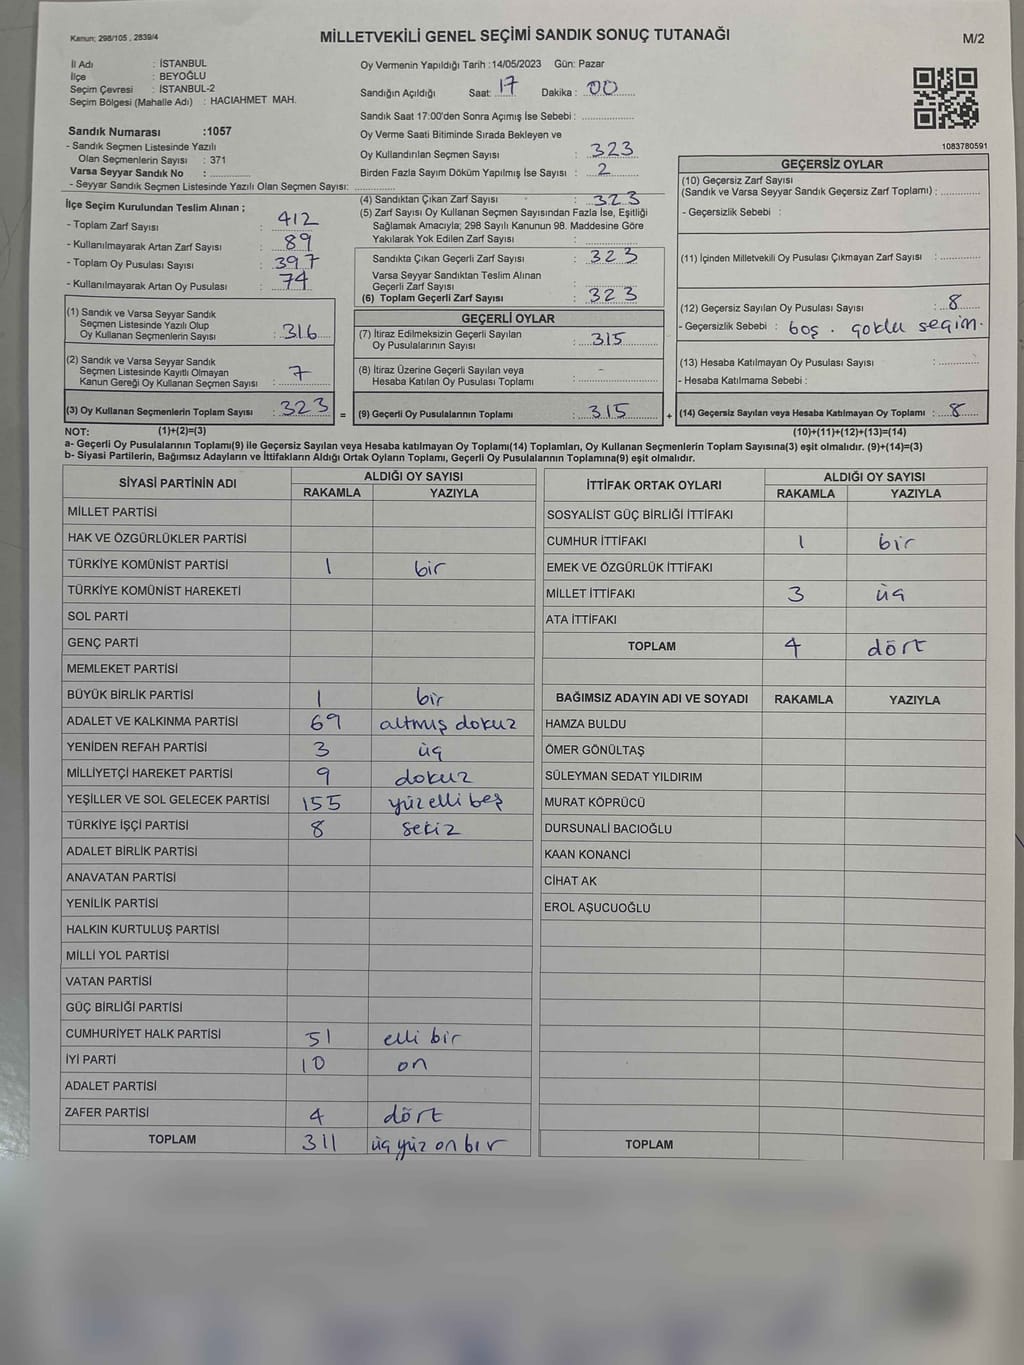 Kanun; 298/105 , 2839/4
MİLLETVEKİLİ GENEL SEÇİMİ SANDIK SONUÇ TUTANAĞI
M/2
İl Adı : İSTANBUL
İlçe : BEYOĞLU
Seçim Çevresi : İSTANBUL-2
Seçim Bölgesi (Mahalle Adı) : HACIAHMET MAH.
Sandık Numarası :1057
- Sandık Seçmen Listesinde Yazılı
Olan Seçmenlerin Sayısı : 371
Varsa Seyyar Sandık No :
- Seyyar Sandık Seçmen Listesinde Yazılı Olan Seçmen Sayısı:
Oy Vermenin Yapıldığı Tarih :14/05/2023 Gün: Pazar
Sandığın Açıldığı Saat: 17 Dakika : 00
Sandık Saat 17:00'den Sonra Açımış İse Sebebi :
Oy Verme Saati Bitiminde Sırada Bekleyen ve
Oy Kullandırılan Seçmen Sayısı : 323
Birden Fazla Sayım Döküm Yapılmış İse Sayısı : 2
1083780591
İlçe Seçim Kurulundan Teslim Alınan ;
- Toplam Zarf Sayısı : 412
- Kullanılmayarak Artan Zarf Sayısı : 89
- Toplam Oy Pusulası Sayısı : 397
- Kullanılmayarak Artan Oy Pusulası : 74
(4) Sandıktan Çıkan Zarf Sayısı : 323
(5) Zarf Sayısı Oy Kullanan Seçmen Sayısından Fazla İse, Eşitliği
Sağlamak Amacıyla; 298 Sayılı Kanunun 98. Maddesine Göre
Yakılarak Yok Edilen Zarf Sayısı :
Sandıkta Çıkan Geçerli Zarf Sayısı : 323
Varsa Seyyar Sandıktan Teslim Alınan
Geçerli Zarf Sayısı :
(6) Toplam Geçerli Zarf Sayısı : 323
GEÇERSİZ OYLAR
(10) Geçersiz Zarf Sayısı
(Sandık ve Varsa Seyyar Sandık Geçersiz Zarf Toplamı) :
- Geçersizlik Sebebi :
(11) İçinden Milletvekili Oy Pusulası Çıkmayan Zarf Sayısı :
(12) Geçersiz Sayılan Oy Pusulası Sayısı : 8
- Geçersizlik Sebebi : boş . çoklu seçim.
(13) Hesaba Katılmayan Oy Pusulası Sayısı :
- Hesaba Katılmama Sebebi :
(1) Sandık ve Varsa Seyyar Sandık
Seçmen Listesinde Yazılı Olup
Oy Kullanan Seçmenlerin Sayısı : 316
(2) Sandık ve Varsa Seyyar Sandık
Seçmen Listesinde Kayıtlı Olmayan
Kanun Gereği Oy Kullanan Seçmen Sayısı : 7
GEÇERLİ OYLAR
(7) İtiraz Edilmeksizin Geçerli Sayılan
Oy Pusulalarının Sayısı : 315
(8) İtiraz Üzerine Geçerli Sayılan veya
Hesaba Katılan Oy Pusulası Toplamı : -
(3) Oy Kullanan Seçmenlerin Toplam Sayısı : 323 = (9) Geçerli Oy Pusulalarının Toplamı : 315 + (14) Geçersiz Sayılan veya Hesaba Katılmayan Oy Toplamı : 8
NOT: (1)+(2)=(3) (10)+(11)+(12)+(13)=(14)
a- Geçerli Oy Pusulalarının Toplamı(9) ile Geçersiz Sayılan veya Hesaba katılmayan Oy Toplamı(14) Toplamları, Oy Kullanan Seçmenlerin Toplam Sayısına(3) eşit olmalıdır. (9)+(14)=(3)
b- Siyasi Partilerin, Bağımsız Adayların ve İttifakların Aldığı Ortak Oyların Toplamı, Geçerli Oy Pusulalarının Toplamına(9) eşit olmalıdır.
SİYASİ PARTİNİN ADI ALDIĞI OY SAYISI
RAKAMLA YAZIYLA
MİLLET PARTİSİ
HAK VE ÖZGÜRLÜKLER PARTİSİ
TÜRKİYE KOMÜNİST PARTİSİ 1 bir
TÜRKİYE KOMÜNİST HAREKETİ
SOL PARTİ
GENÇ PARTİ
MEMLEKET PARTİSİ
BÜYÜK BİRLİK PARTİSİ 1 bir
ADALET VE KALKINMA PARTİSİ 69 altmış dokuz
YENİDEN REFAH PARTİSİ 3 üç
MİLLİYETÇİ HAREKET PARTİSİ 9 dokuz
YEŞİLLER VE SOL GELECEK PARTİSİ 155 yüz elli beş
TÜRKİYE İŞÇİ PARTİSİ 8 sekiz
ADALET BİRLİK PARTİSİ
ANAVATAN PARTİSİ
YENİLİK PARTİSİ
HALKIN KURTULUŞ PARTİSİ
MİLLİ YOL PARTİSİ
VATAN PARTİSİ
GÜÇ BİRLİĞİ PARTİSİ
CUMHURİYET HALK PARTİSİ 51 elli bir
İYİ PARTİ 10 on
ADALET PARTİSİ
ZAFER PARTİSİ 4 dört
TOPLAM 311 üç yüz on bir
İTTİFAK ORTAK OYLARI ALDIĞI OY SAYISI
RAKAMLA YAZIYLA
SOSYALİST GÜÇ BİRLİĞİ İTTİFAKI
CUMHUR İTTİFAKI 1 bir
EMEK VE ÖZGÜRLÜK İTTİFAKI
MİLLET İTTİFAKI 3 üç
ATA İTTİFAKI
TOPLAM 4 dört
BAĞIMSIZ ADAYIN ADI VE SOYADI RAKAMLA YAZIYLA
HAMZA BULDU
ÖMER GÖNÜLTAŞ
SÜLEYMAN SEDAT YILDIRIM
MURAT KÖPRÜCÜ
DURSUNALİ BACIOĞLU
KAAN KONANCİ
CİHAT AK
EROL AŞUCUOĞLU
TOPLAM